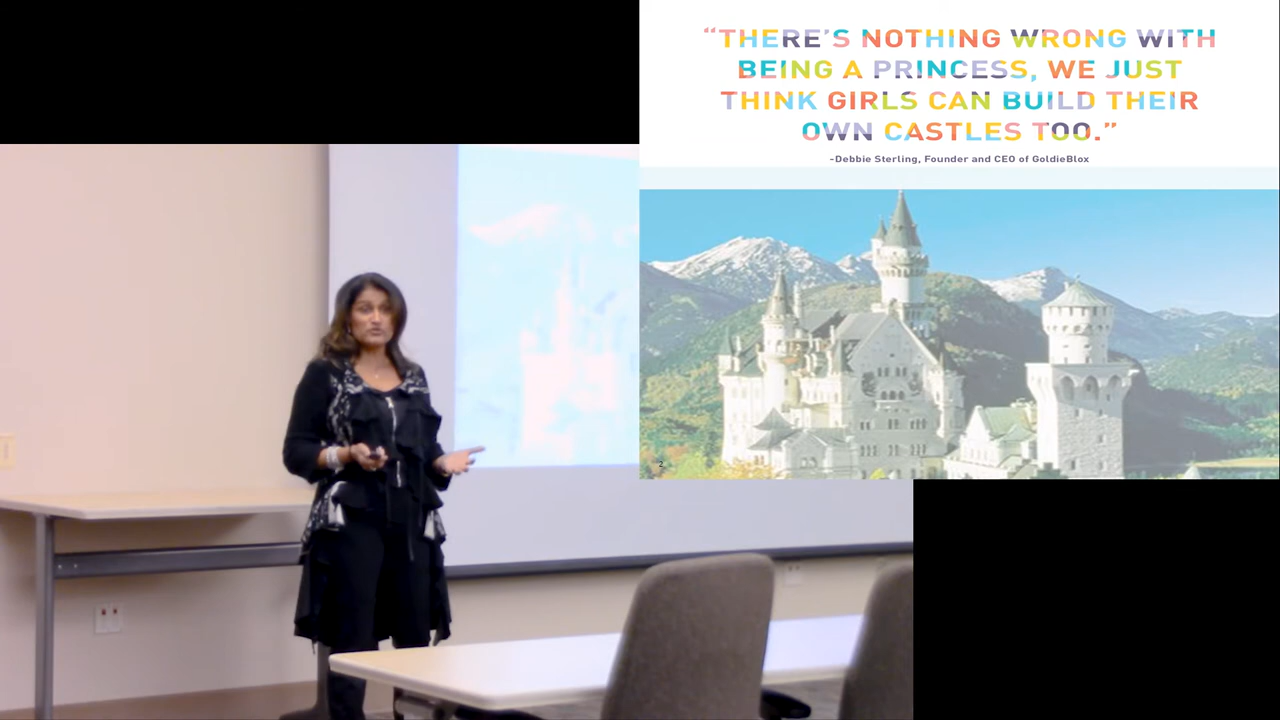 “THERE’S NOTHING WRONG WITH
BEING A PRINCESS, WE JUST
THINK GIRLS CAN BUILD THEIR
OWN CASTLES TOO.”
-Debbie Sterling, Founder and CEO of GoldieBlox
2